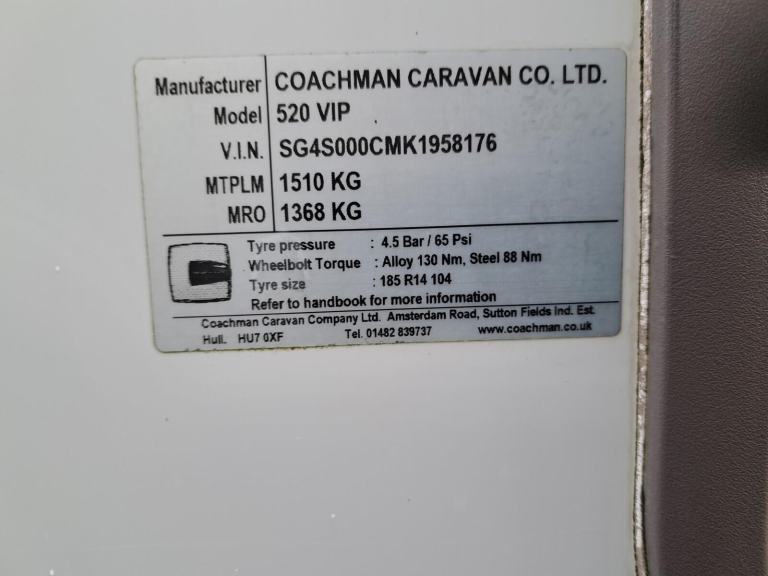 Manufacturer COACHMAN CARAVAN CO. LTD.
Model 520 VIP
V.I.N. SG4S000CMK1958176
MTPLM 1510 KG
MRO 1368 KG
Tyre pressure : 4.5 Bar / 65 Psi
Wheelbolt Torque : Alloy 130 Nm, Steel 88 Nm
Tyre size : 185 R14 104
Refer to handbook for more information
Coachman Caravan Company Ltd. Amsterdam Road, Sutton Fields Ind. Est.
Hull. HU7 0XF Tel. 01482 839737 www.coachman.co.uk